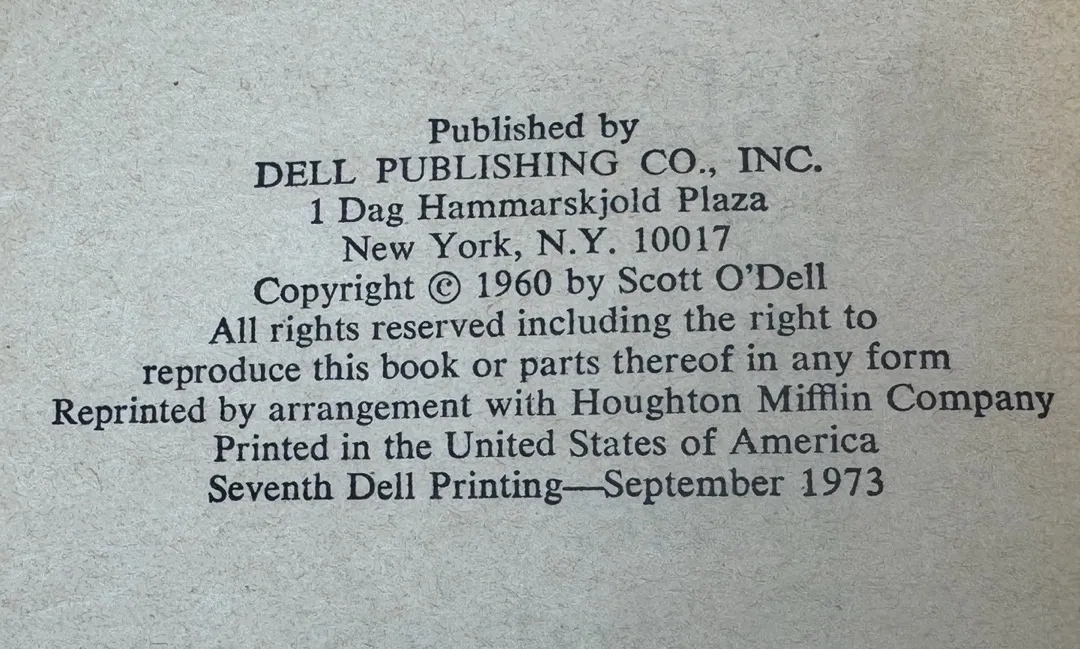 Published by
DELL PUBLISHING CO., INC.
1 Dag Hammarskjold Plaza
New York, N.Y. 10017
Copyright © 1960 by Scott O'Dell
All rights reserved including the right to
reproduce this book or parts thereof in any form
Reprinted by arrangement with Houghton Mifflin Company
Printed in the United States of America
Seventh Dell Printing—September 1973